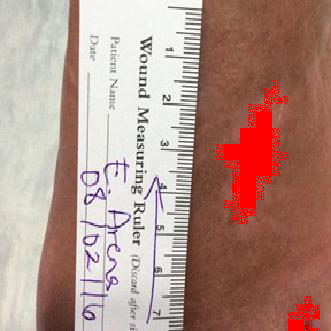 1 2 3 4 5 6 7
Wound Measuring Ruler (Discard after si
Patient Name E. Arena
Date 08/02/16